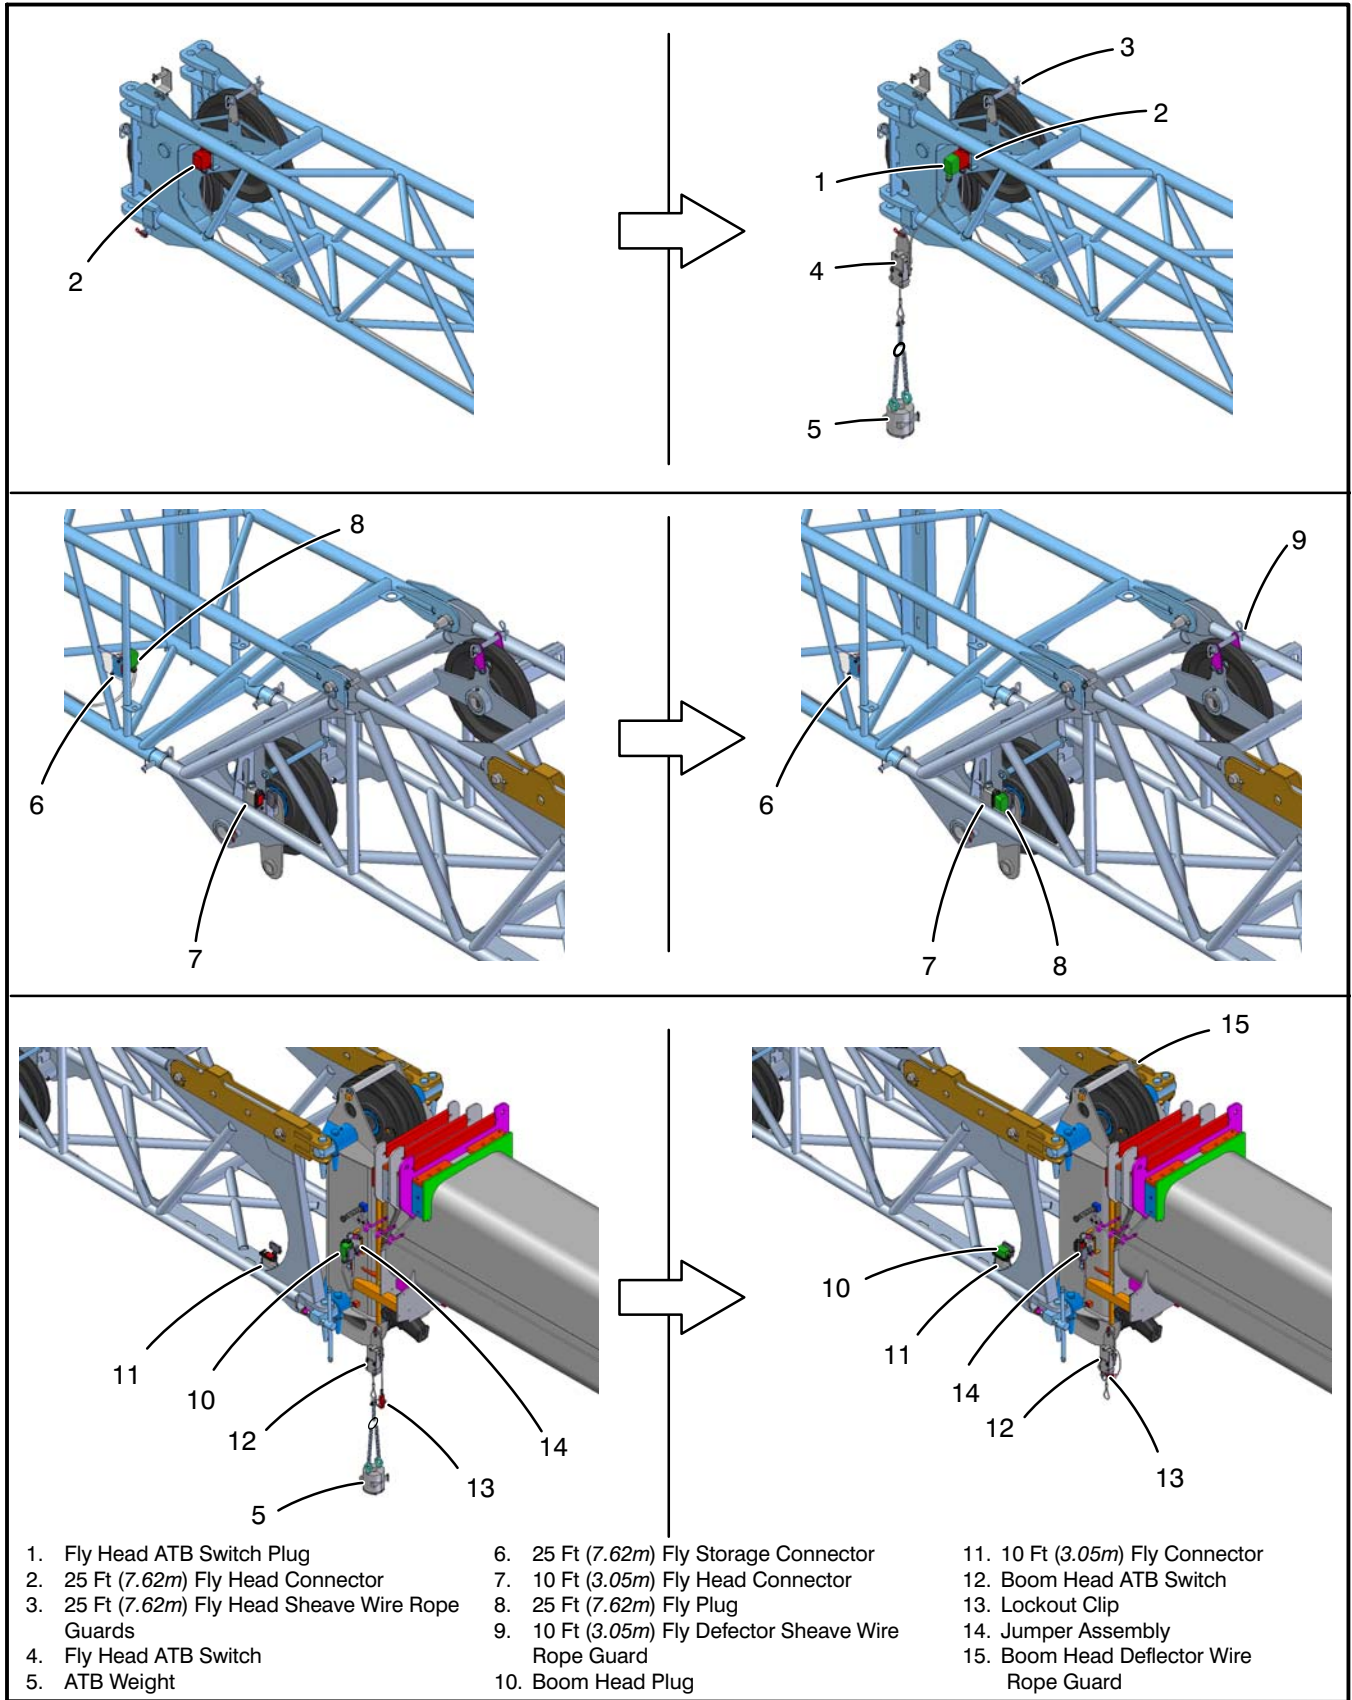 3
2
1
2
4
5
8
9
6
6
7
7
8
15
10
11
11
10
14
12
12
14
13
13
5
1. Fly Head ATB Switch Plug
2. 25 Ft (7.62m) Fly Head Connector
3. 25 Ft (7.62m) Fly Head Sheave Wire Rope
Guards
4. Fly Head ATB Switch
5. ATB Weight
6. 25 Ft (7.62m) Fly Storage Connector
7. 10 Ft (3.05m) Fly Head Connector
8. 25 Ft (7.62m) Fly Plug
9. 10 Ft (3.05m) Fly Defector Sheave Wire
Rope Guard
10. Boom Head Plug
11. 10 Ft (3.05m) Fly Connector
12. Boom Head ATB Switch
13. Lockout Clip
14. Jumper Assembly
15. Boom Head Deflector Wire
Rope Guard